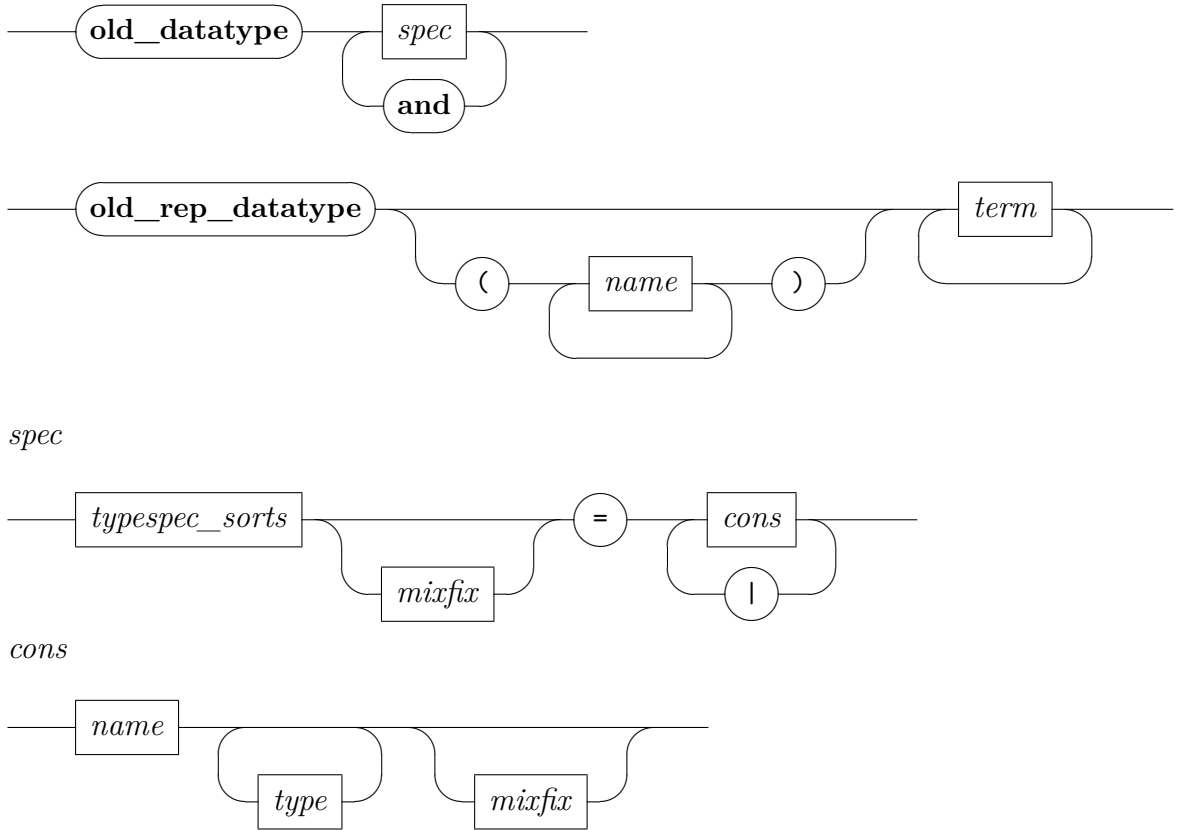 old_datatype spec
and
old_rep_datatype term
( name )
spec
typespec_sorts = cons
mixfix |
cons
name
type mixfix